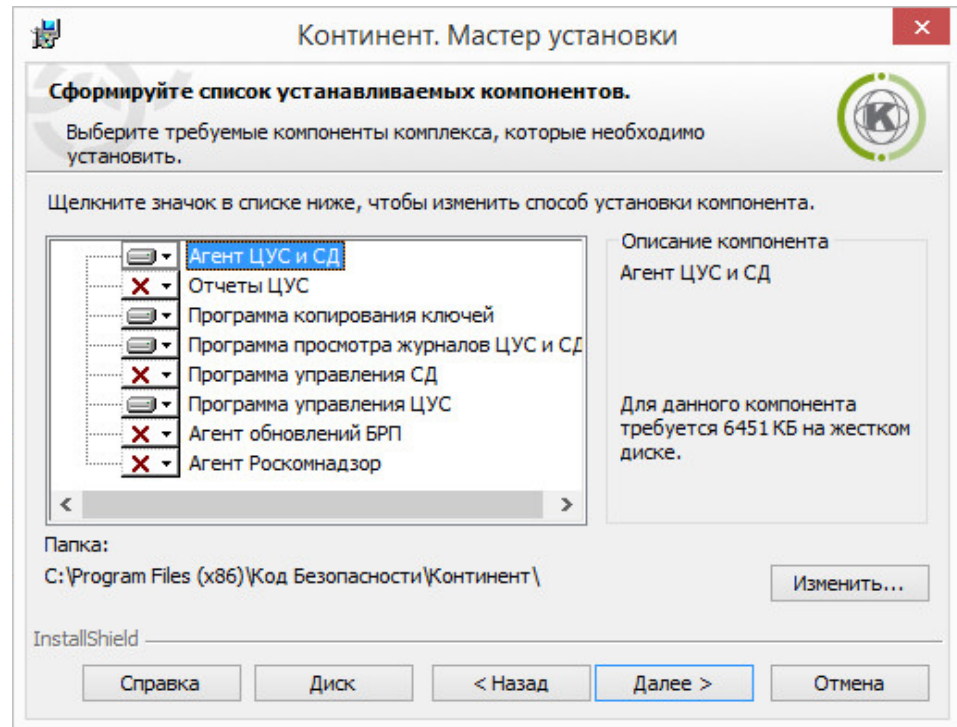 Континент. Мастер установки
Сформируйте список устанавливаемых компонентов.
Выберите требуемые компоненты комплекса, которые необходимо
установить.
Щелкните значок в списке ниже, чтобы изменить способ установки компонента.
Агент ЦУС и СД
Отчеты ЦУС
Программа копирования ключей
Программа просмотра журналов ЦУС и СД
Программа управления СД
Программа управления ЦУС
Агент обновлений БРП
Агент Роскомнадзор
Описание компонента
Агент ЦУС и СД
Для данного компонента
требуется 6451 КБ на жестком
диске.
Папка:
C:\Program Files (x86)\Код Безопасности\Континент\
Изменить...
InstallShield
Справка
Диск
< Назад
Далее >
Отмена